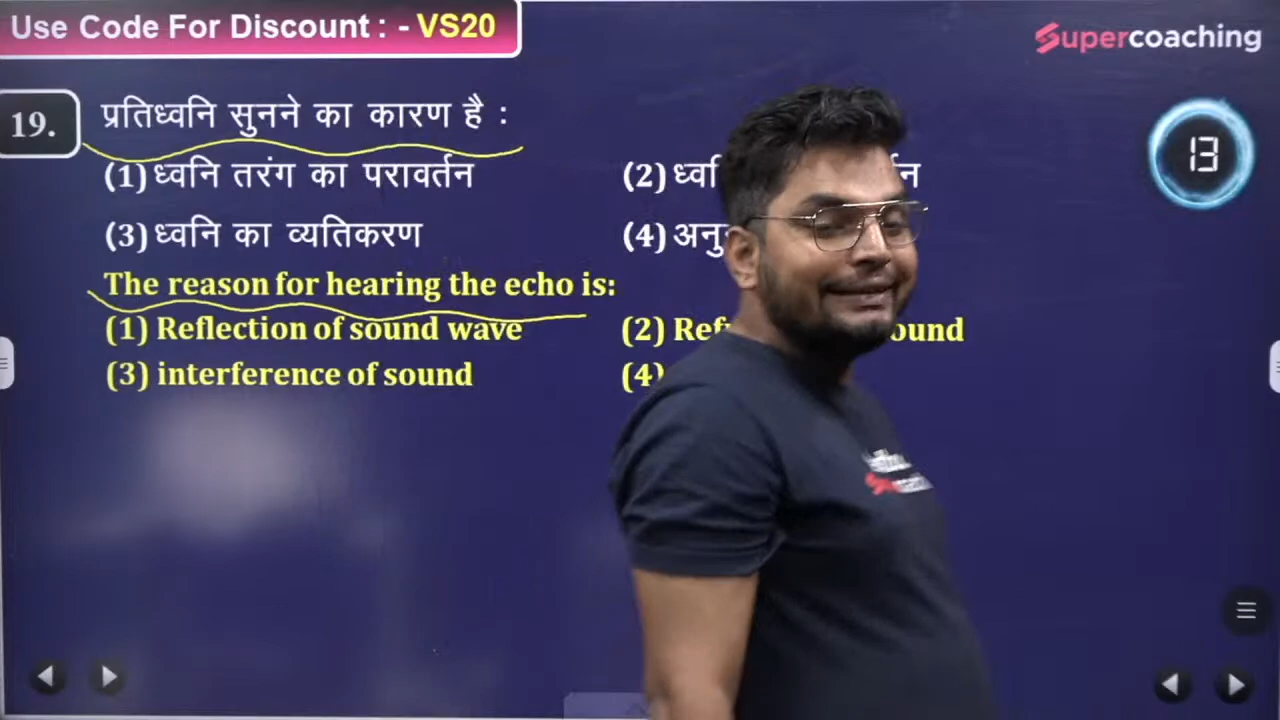 Use Code For Discount : - VS20
Supercoaching
19. प्रतिध्वनि सुनने का कारण है :
13
(1) ध्वनि तरंग का परावर्तन (2)
(3) ध्वनि का व्यतिकरण (4)
The reason for hearing the echo is:
(1) Reflection of sound wave (2)
(3) interference of sound (4)